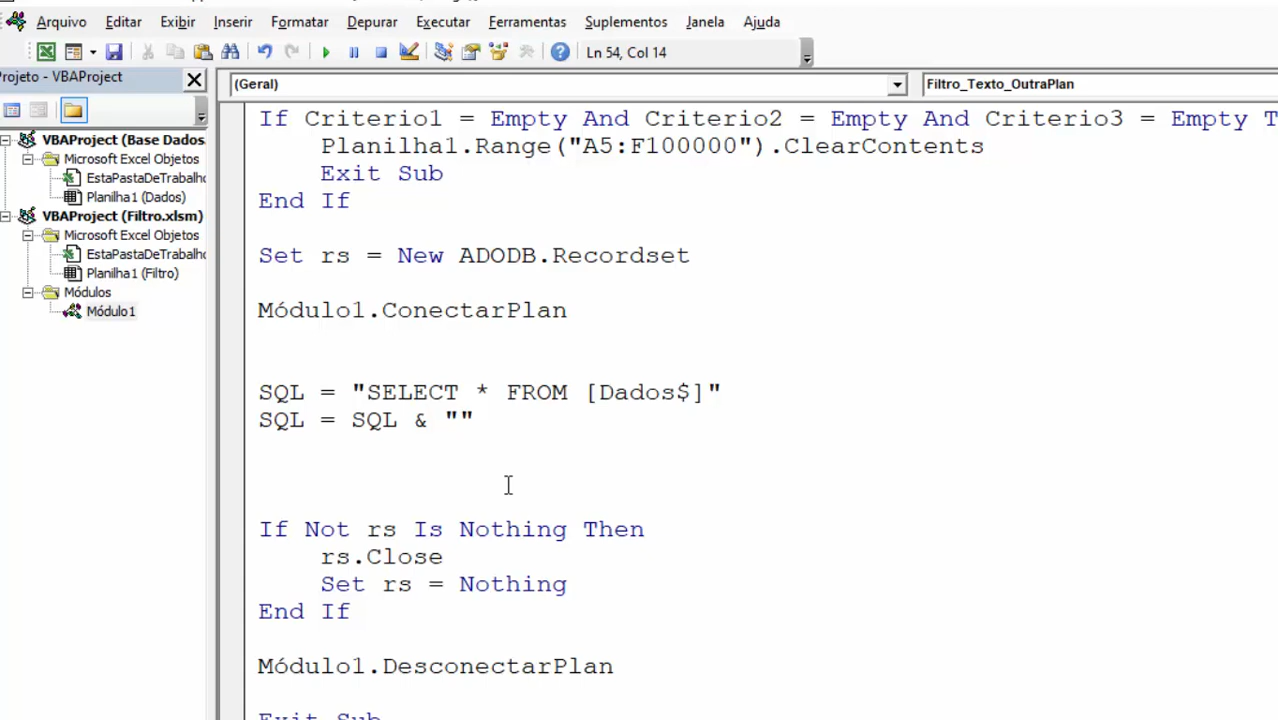 Arquivo Editar Exibir Inserir Formatar Depurar Executar Ferramentas Suplementos Janela Ajuda
Ln 54, Col 14
Projeto - VBAProject
(Geral) Filtro_Texto_OutraPlan
VBAProject (Base Dados.
Microsoft Excel Objetos
EstaPastaDeTrabalho
Planilha1 (Dados)
VBAProject (Filtro.xlsm)
Microsoft Excel Objetos
EstaPastaDeTrabalho
Planilha1 (Filtro)
Módulos
Módulo1
If Criterio1 = Empty And Criterio2 = Empty And Criterio3 = Empty T
Planilha1.Range("A5:F100000").ClearContents
Exit Sub
End If
Set rs = New ADODB.Recordset
Módulo1.ConectarPlan
SQL = "SELECT * FROM [Dados$]"
SQL = SQL & ""
If Not rs Is Nothing Then
rs.Close
Set rs = Nothing
End If
Módulo1.DesconectarPlan
Exit Sub